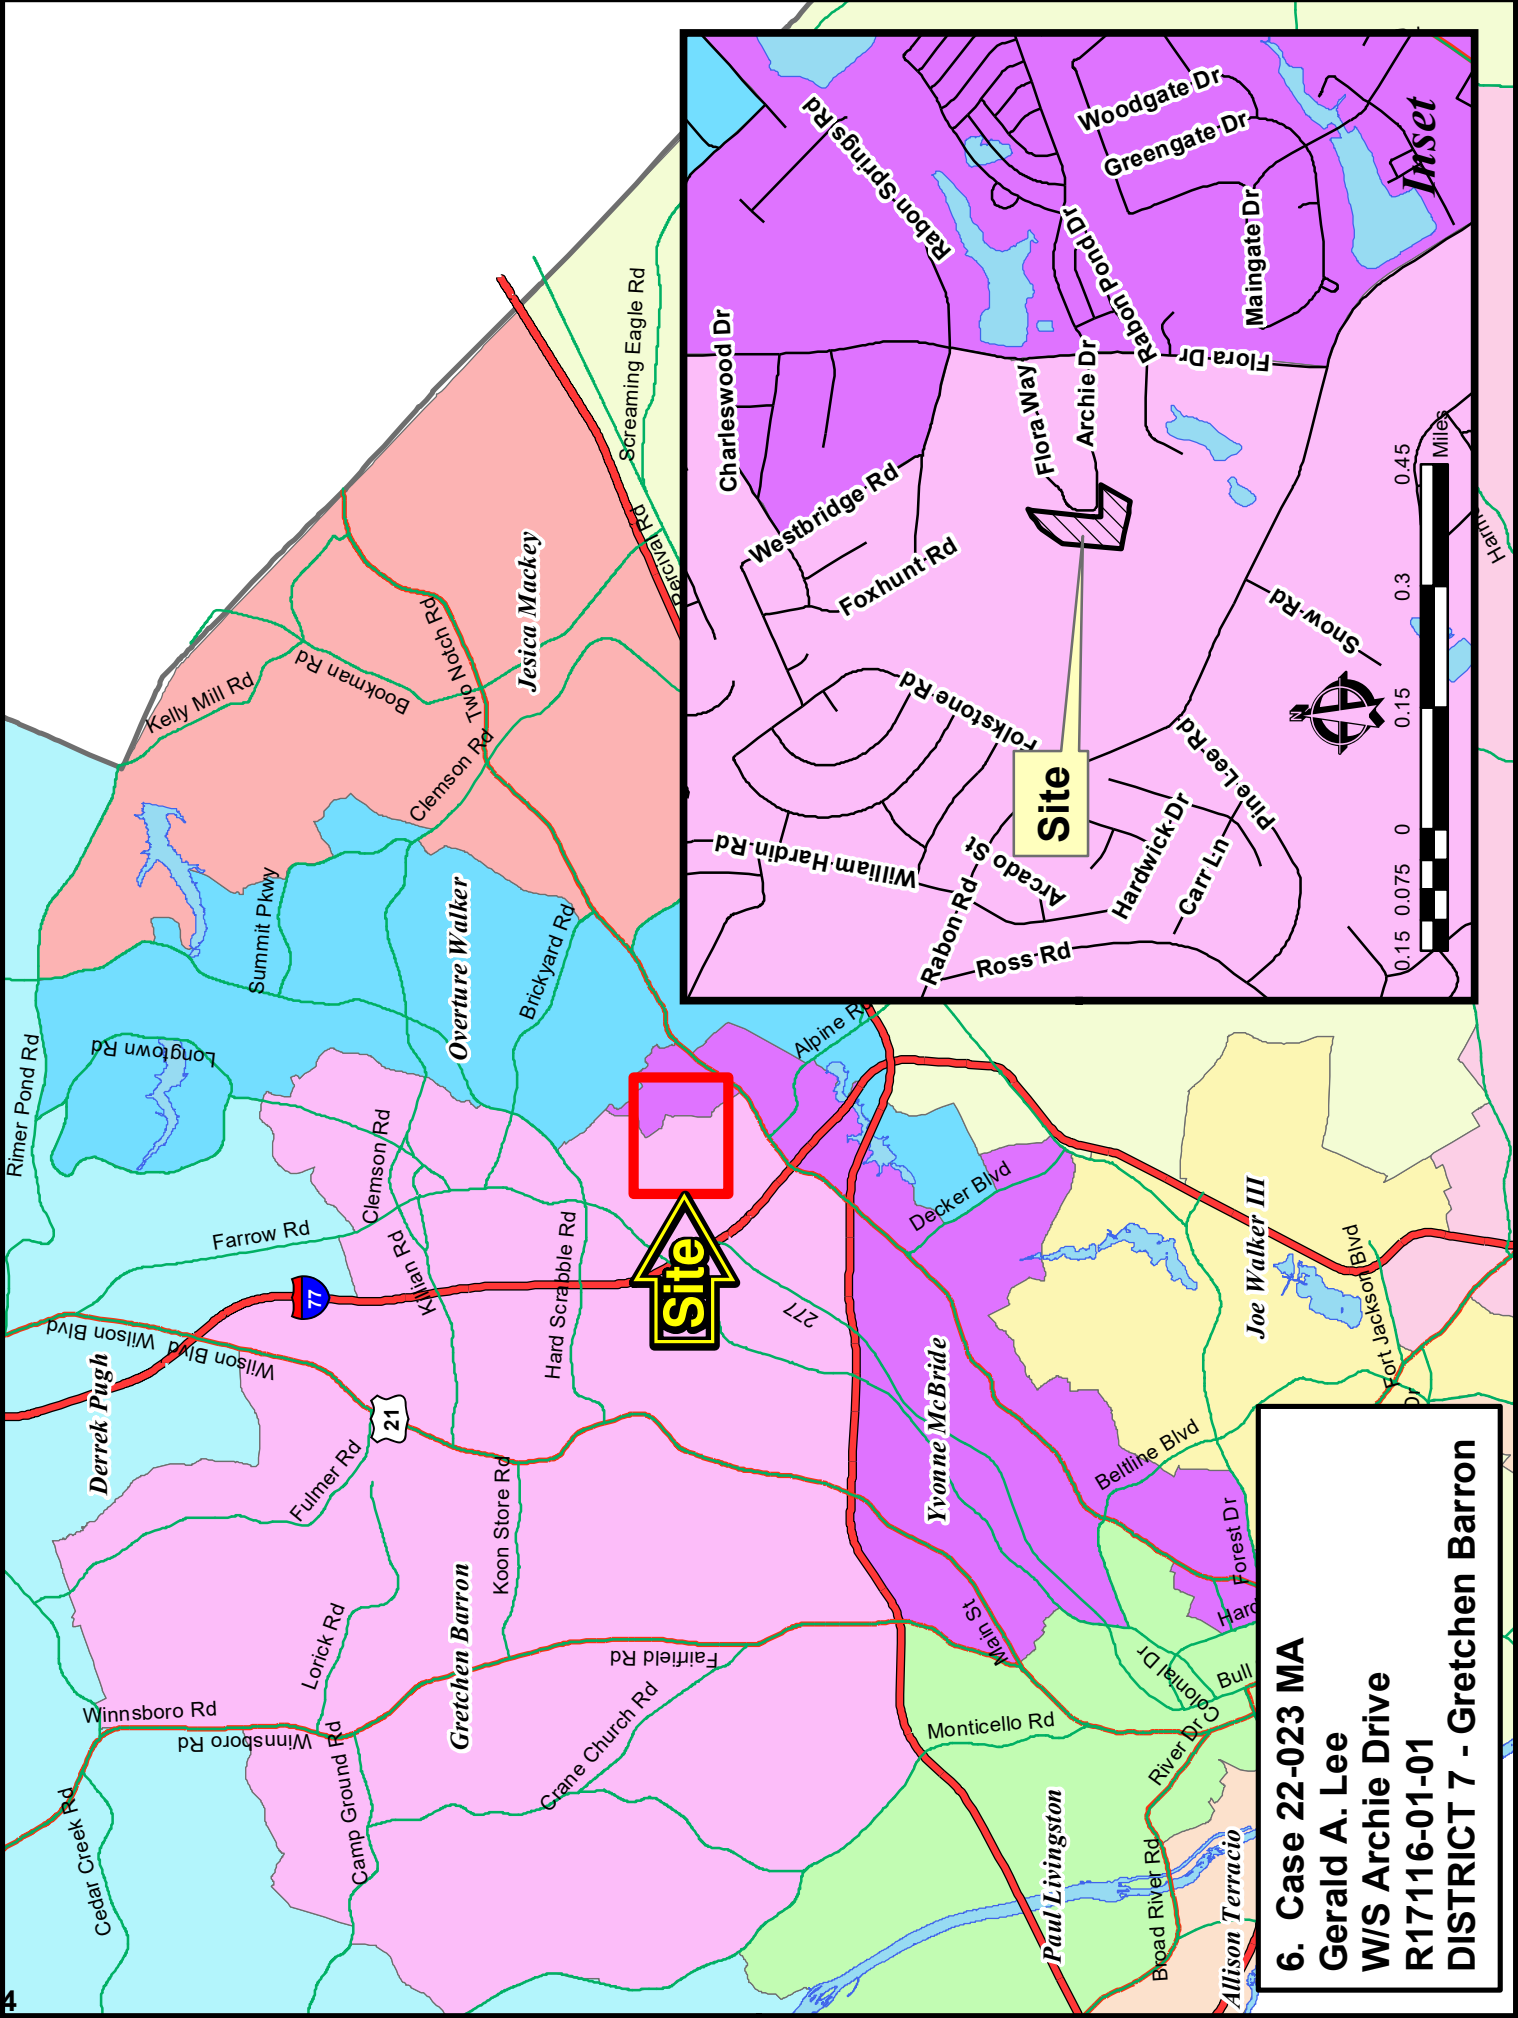 4
6. Case 22-023 MA
Gerald A. Lee
W/S Archie Drive
R17116-01-01
DISTRICT 7 - Gretchen Barron
Derrek Pugh
Gretchen Barron
Overture Walker
Jesica Mackey
Yvonne McBride
Joe Walker III
Paul Livingston
Allison Terracio
Site
77
21
277
Cedar Creek Rd
Winnsboro Rd
Winnsboro Rd
Camp Ground Rd
Lorick Rd
Fulmer Rd
Koon Store Rd
Crane Church Rd
Fairfield Rd
Monticello Rd
Broad River Rd
River Dr
Colonial Dr
Bull
Main St
Hard
Forest Dr
Beltline Blvd
Decker Blvd
Fort Jackson Blvd
Dr
Wilson Blvd
Wilson Blvd
Farrow Rd
Killian Rd
Clemson Rd
Hard Scrabble Rd
Rimer Pond Rd
Longtown Rd
Summit Pkwy
Brickyard Rd
Clemson Rd
Two Notch Rd
Bookman Rd
Kelly Mill Rd
Percival Rd
Screaming Eagle Rd
Alpine Rd
Inset
Site
Charleswood Dr
Westbridge Rd
Foxhunt Rd
Folkstone Rd
William Hardin Rd
Rabon Rd
Ross Rd
Arcado St
Hardwick Dr
Carr Ln
Pine Lee Rd
Snow Rd
Flora Way
Archie Dr
Flora Dr
Rabon Pond Dr
Rabon Springs Rd
Woodgate Dr
Greengate Dr
Maingate Dr
N
0.15 0.075 0 0.15 0.3 0.45
Miles